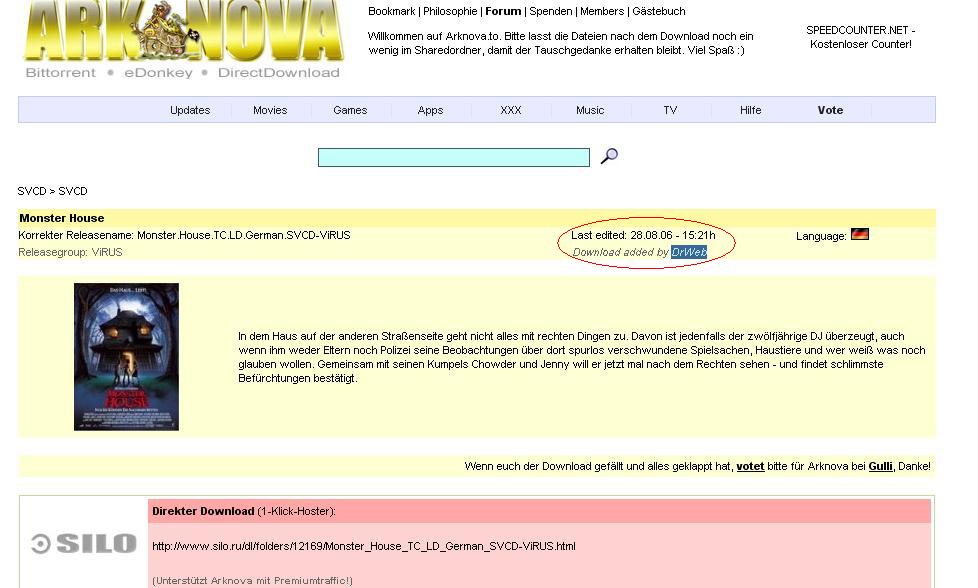 ARKANOVA
Bittorrent • eDonkey • DirectDownload
Bookmark | Philosophie | Forum | Spenden | Members | Gästebuch
Willkommen auf Arknova.to. Bitte lasst die Dateien nach dem Download noch ein
wenig im Sharedordner, damit der Tauschgedanke erhalten bleibt. Viel Spaß :)
SPEEDCOUNTER.NET -
Kostenloser Counter!
Updates Movies Games Apps XXX Music TV Hilfe Vote
SVCD > SVCD
Monster House
Korrekter Releasename: Monster.House.TC.LD.German.SVCD-ViRUS
Releasegroup: ViRUS
Last edited: 28.08.06 - 15:21h
Download added by DrWeb
Language:
DAS HAUS... LEBT!
MONSTER
HOUSE
In dem Haus auf der anderen Straßenseite geht nicht alles mit rechten Dingen zu. Davon ist jedenfalls der zwölfjährige DJ überzeugt, auch
wenn ihm weder Eltern noch Polizei seine Beobachtungen über dort spurlos verschwundene Spielsachen, Haustiere und wer weiß was noch
glauben wollen. Gemeinsam mit seinen Kumpels Chowder und Jenny will er jetzt mal nach dem Rechten sehen - und findet schlimmste
Befürchtungen bestätigt.
Wenn euch der Download gefällt und alles geklappt hat, votet bitte für Arknova bei Gulli, Danke!
SILO
Direkter Download (1-Klick-Hoster):
http://www.silo.ru/dl/folders/12169/Monster_House_TC_LD_German_SVCD-ViRUS.html
(Unterstützt Arknova mit Premiumtraffic!)